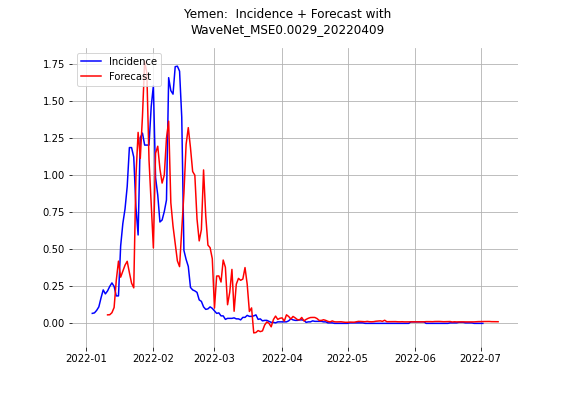 Yemen:  Incidence + Forecast with
WaveNet_MSE0.0029_20220409
Incidence
Forecast
1.75
1.50
1.25
1.00
0.75
0.50
0.25
0.00
2022-01 2022-02 2022-03 2022-04 2022-05 2022-06 2022-07